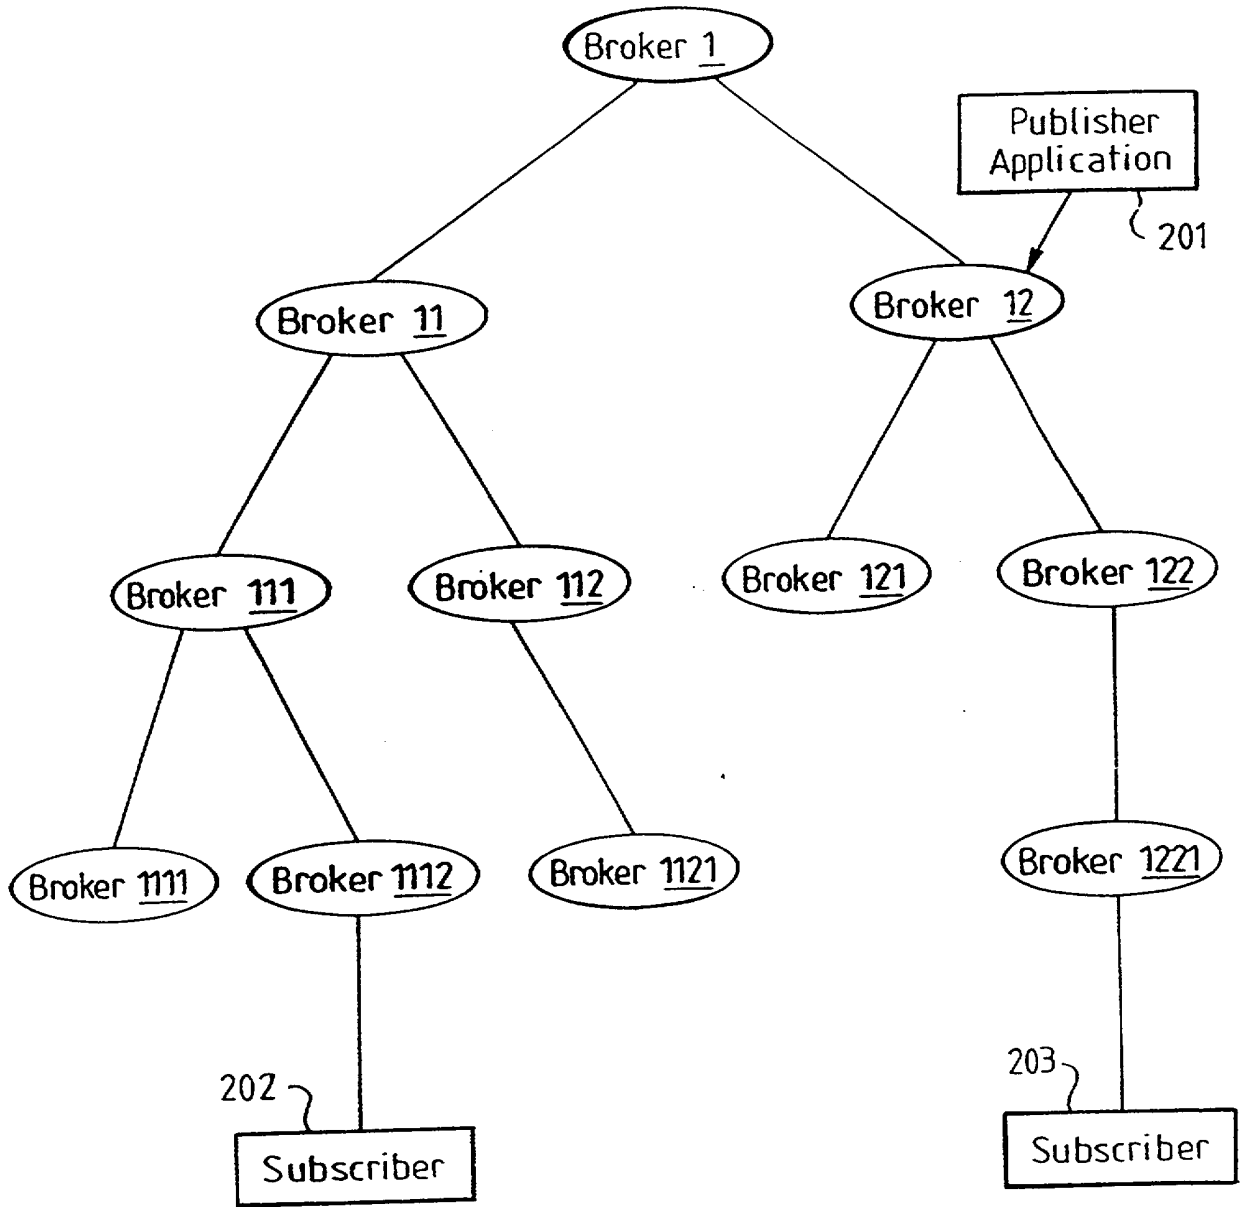 Broker 1
Publisher
Application
201
Broker 11
Broker 12
Broker 111
Broker 112
Broker 121
Broker 122
Broker 1111
Broker 1112
Broker 1121
Broker 1221
202
203
Subscriber
Subscriber